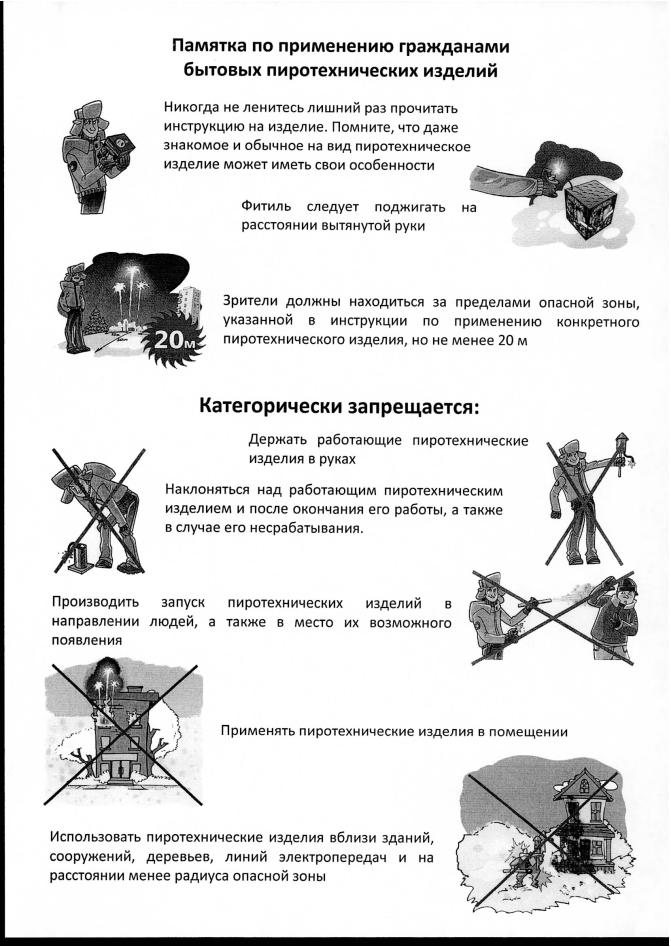 Памятка по применению гражданами
бытовых пиротехнических изделий
Никогда не ленитесь лишний раз прочитать
инструкцию на изделие. Помните, что даже
знакомое и обычное на вид пиротехническое
изделие может иметь свои особенности
Фитиль следует поджигать на
расстоянии вытянутой руки
20м
Зрители должны находиться за пределами опасной зоны,
указанной в инструкции по применению конкретного
пиротехнического изделия, но не менее 20 м
Категорически запрещается:
Держать работающие пиротехнические
изделия в руках
Наклоняться над работающим пиротехническим
изделием и после окончания его работы, а также
в случае его несрабатывания.
Производить запуск пиротехнических изделий в
направлении людей, а также в место их возможного
появления
Применять пиротехнические изделия в помещении
Использовать пиротехнические изделия вблизи зданий,
сооружений, деревьев, линий электропередач и на
расстоянии менее радиуса опасной зоны